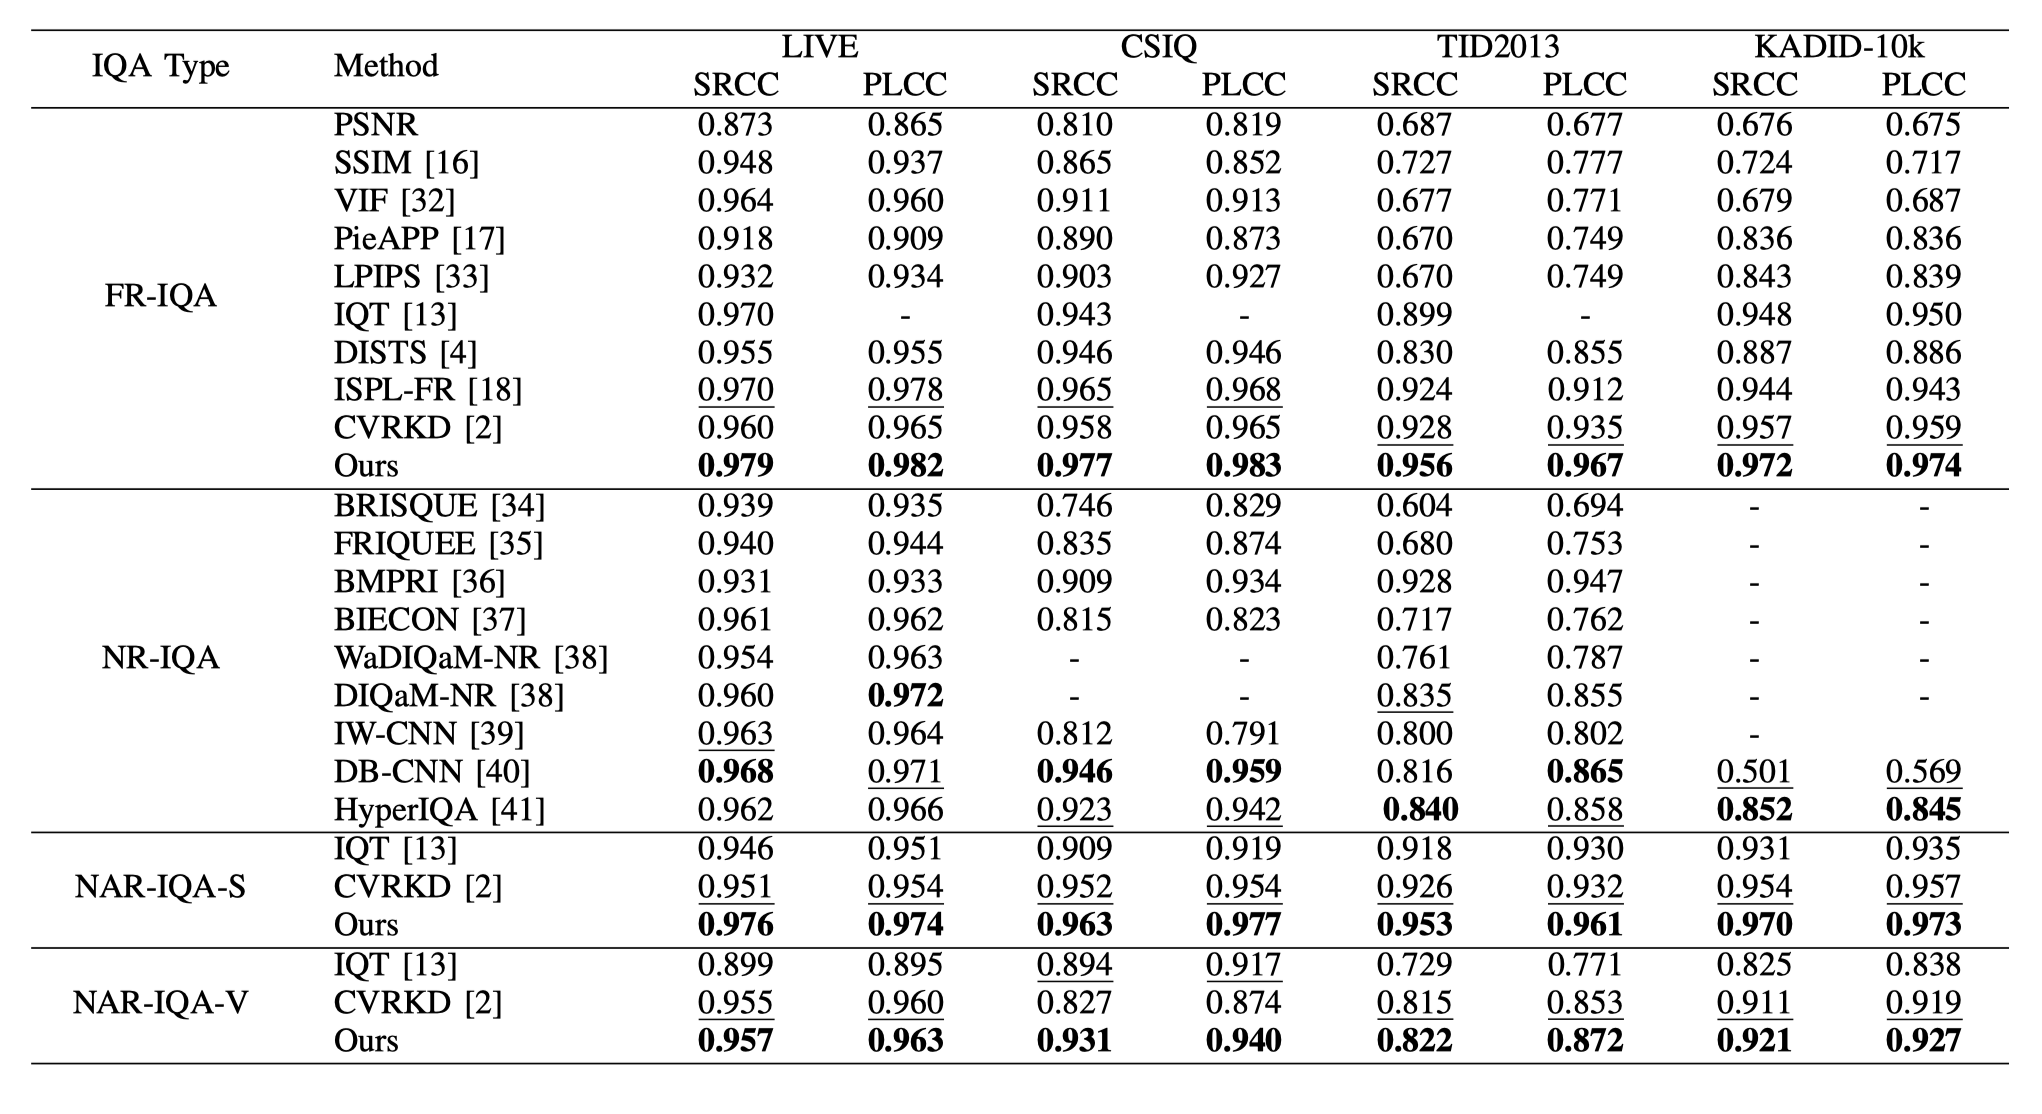 IQA Type Method LIVE CSIQ TID2013 KADID-10k
SRCC PLCC SRCC PLCC SRCC PLCC SRCC PLCC
FR-IQA
PSNR 0.873 0.865 0.810 0.819 0.687 0.677 0.676 0.675
SSIM [16] 0.948 0.937 0.865 0.852 0.727 0.777 0.724 0.717
VIF [32] 0.964 0.960 0.911 0.913 0.677 0.771 0.679 0.687
PieAPP [17] 0.918 0.909 0.890 0.873 0.670 0.749 0.836 0.836
LPIPS [33] 0.932 0.934 0.903 0.927 0.670 0.749 0.843 0.839
IQT [13] 0.970 - 0.943 - 0.899 - 0.948 0.950
DISTS [4] 0.955 0.955 0.946 0.946 0.830 0.855 0.887 0.886
ISPL-FR [18] 0.970 0.978 0.965 0.968 0.924 0.912 0.944 0.943
CVRKD [2] 0.960 0.965 0.958 0.965 0.928 0.935 0.957 0.959
Ours 0.979 0.982 0.977 0.983 0.956 0.967 0.972 0.974
NR-IQA
BRISQUE [34] 0.939 0.935 0.746 0.829 0.604 0.694 - -
FRIQUEE [35] 0.940 0.944 0.835 0.874 0.680 0.753 - -
BMPRI [36] 0.931 0.933 0.909 0.934 0.928 0.947 - -
BIECON [37] 0.961 0.962 0.815 0.823 0.717 0.762 - -
WaDIQaM-NR [38] 0.954 0.963 - - 0.761 0.787 - -
DIQaM-NR [38] 0.960 0.972 - - 0.835 0.855 - -
IW-CNN [39] 0.963 0.964 0.812 0.791 0.800 0.802 -
DB-CNN [40] 0.968 0.971 0.946 0.959 0.816 0.865 0.501 0.569
HyperIQA [41] 0.962 0.966 0.923 0.942 0.840 0.858 0.852 0.845
NAR-IQA-S
IQT [13] 0.946 0.951 0.909 0.919 0.918 0.930 0.931 0.935
CVRKD [2] 0.951 0.954 0.952 0.954 0.926 0.932 0.954 0.957
Ours 0.976 0.974 0.963 0.977 0.953 0.961 0.970 0.973
NAR-IQA-V
IQT [13] 0.899 0.895 0.894 0.917 0.729 0.771 0.825 0.838
CVRKD [2] 0.955 0.960 0.827 0.874 0.815 0.853 0.911 0.919
Ours 0.957 0.963 0.931 0.940 0.822 0.872 0.921 0.927